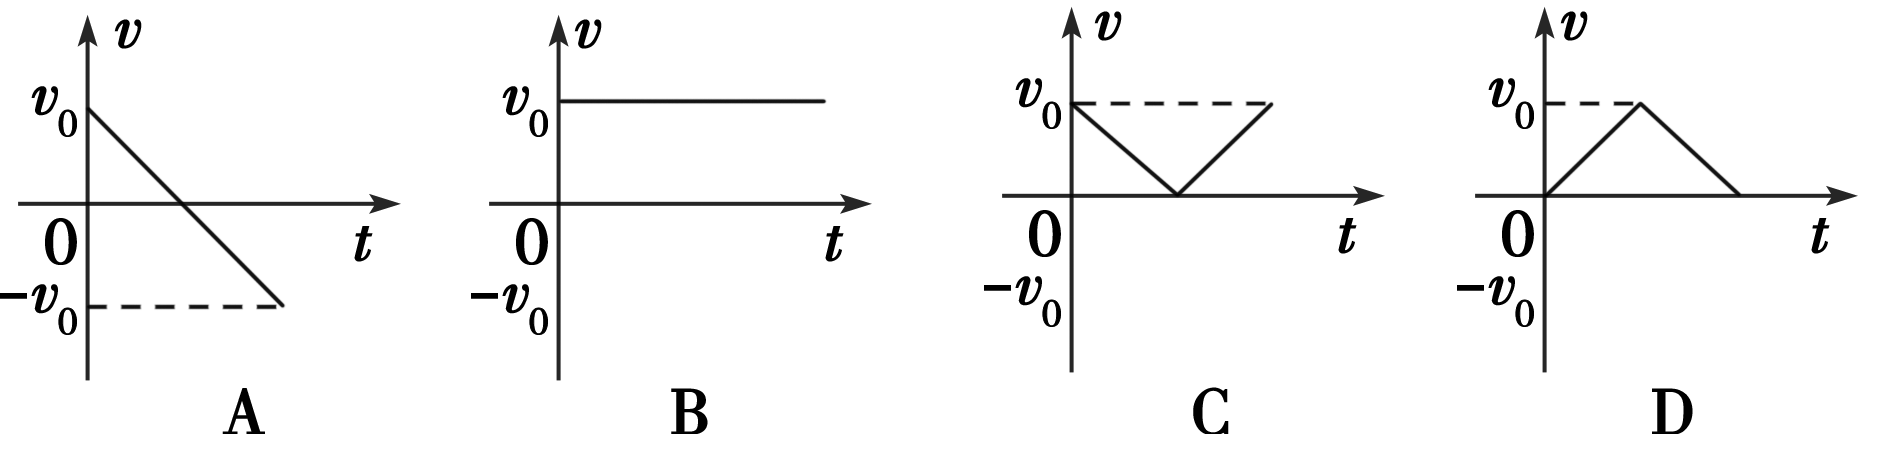 v v v v
v₀ v₀ v₀ v₀
0 t 0 t 0 t 0 t
-v₀ -v₀ -v₀ -v₀
A B C D